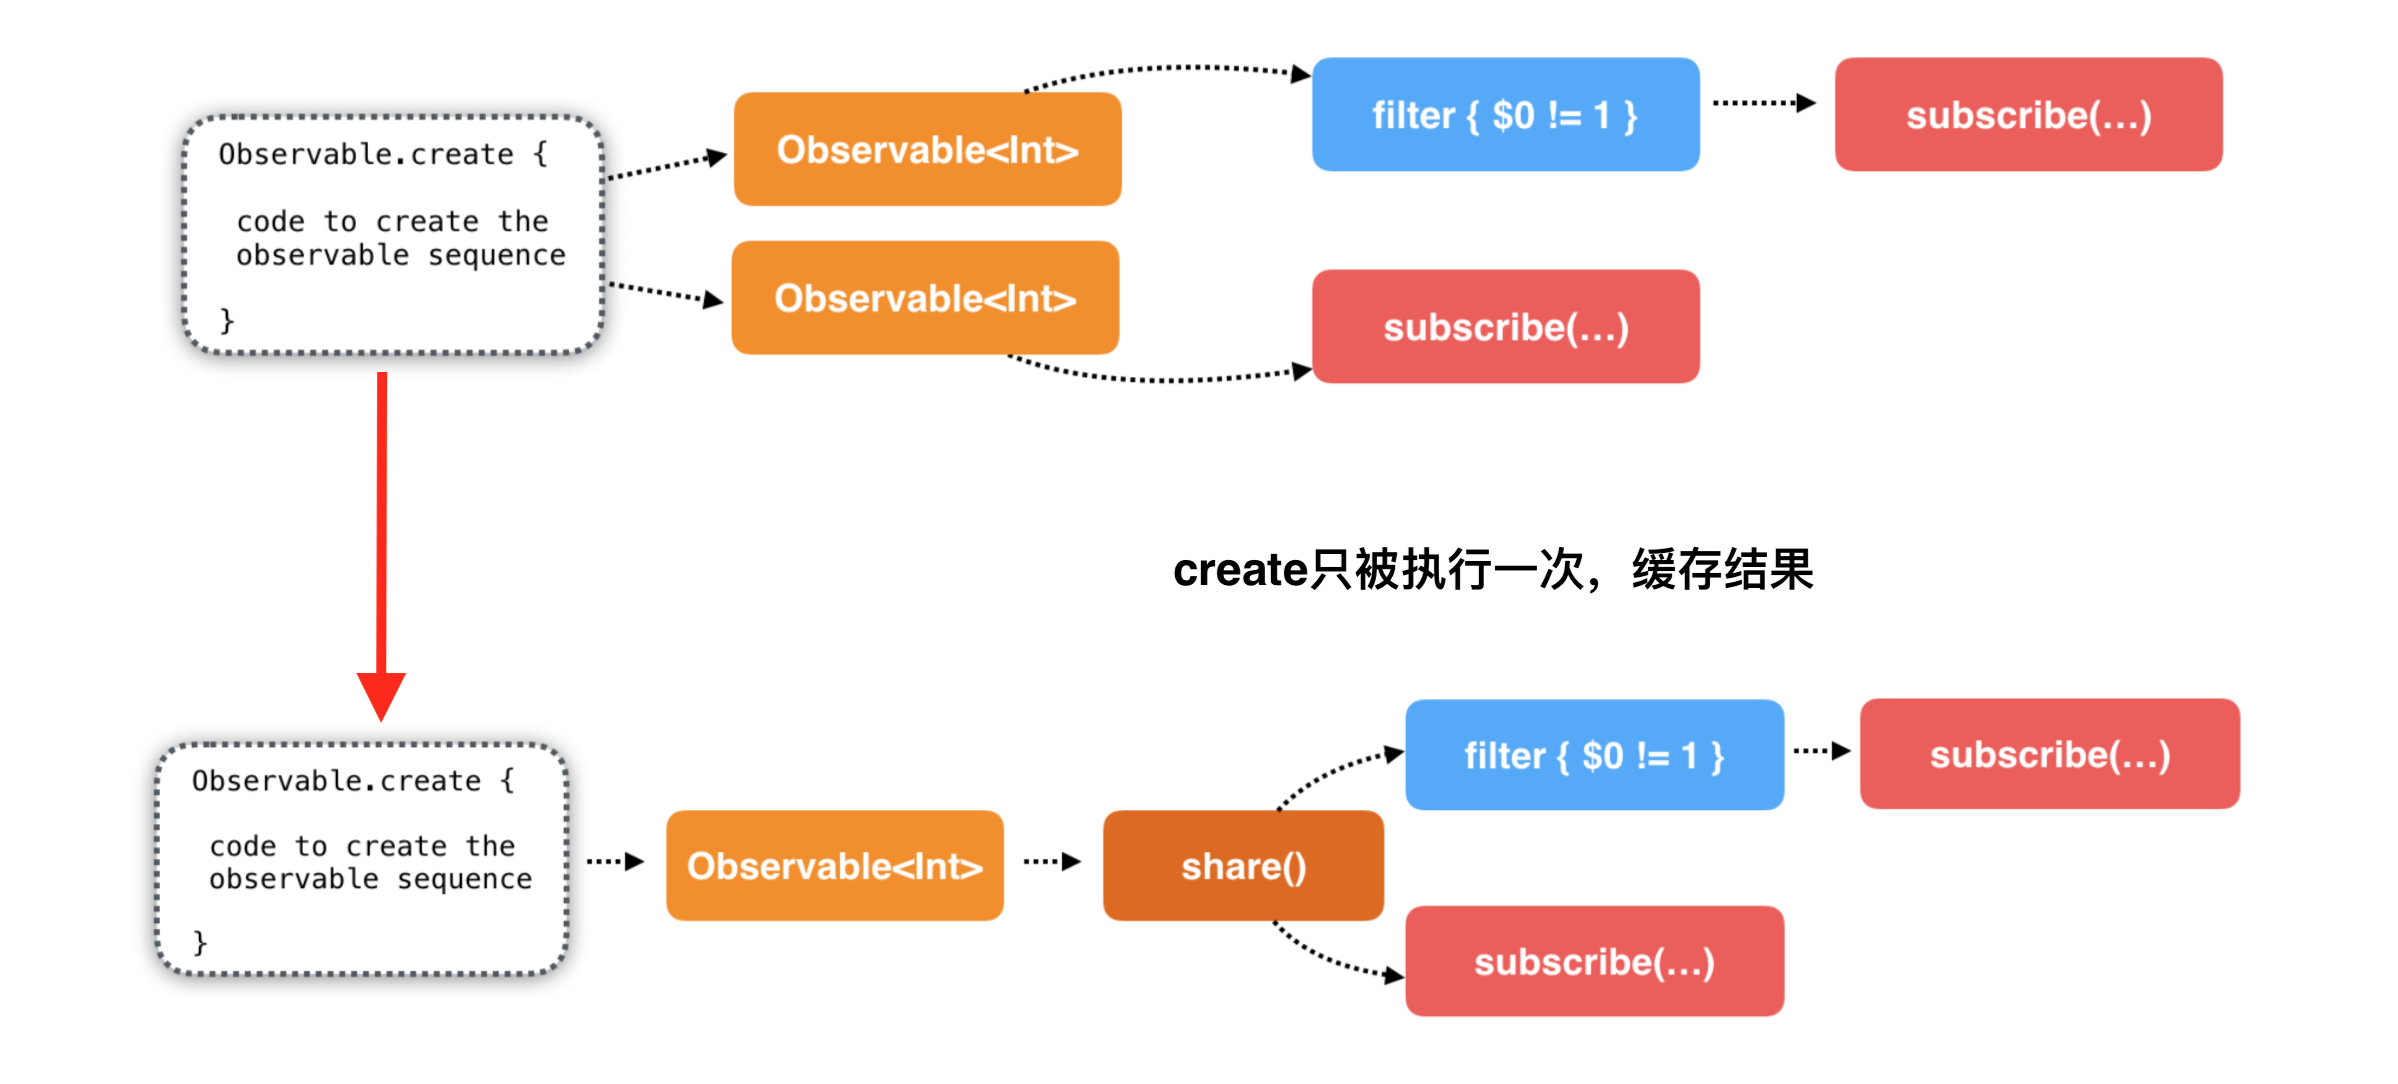 Observable.create {
code to create the
observable sequence
}
Observable<Int>
filter { $0 != 1 }
subscribe(...)
Observable<Int>
subscribe(...)
create只被执行一次，缓存结果
Observable.create {
code to create the
observable sequence
}
Observable<Int>
share()
filter { $0 != 1 }
subscribe(...)
subscribe(...)